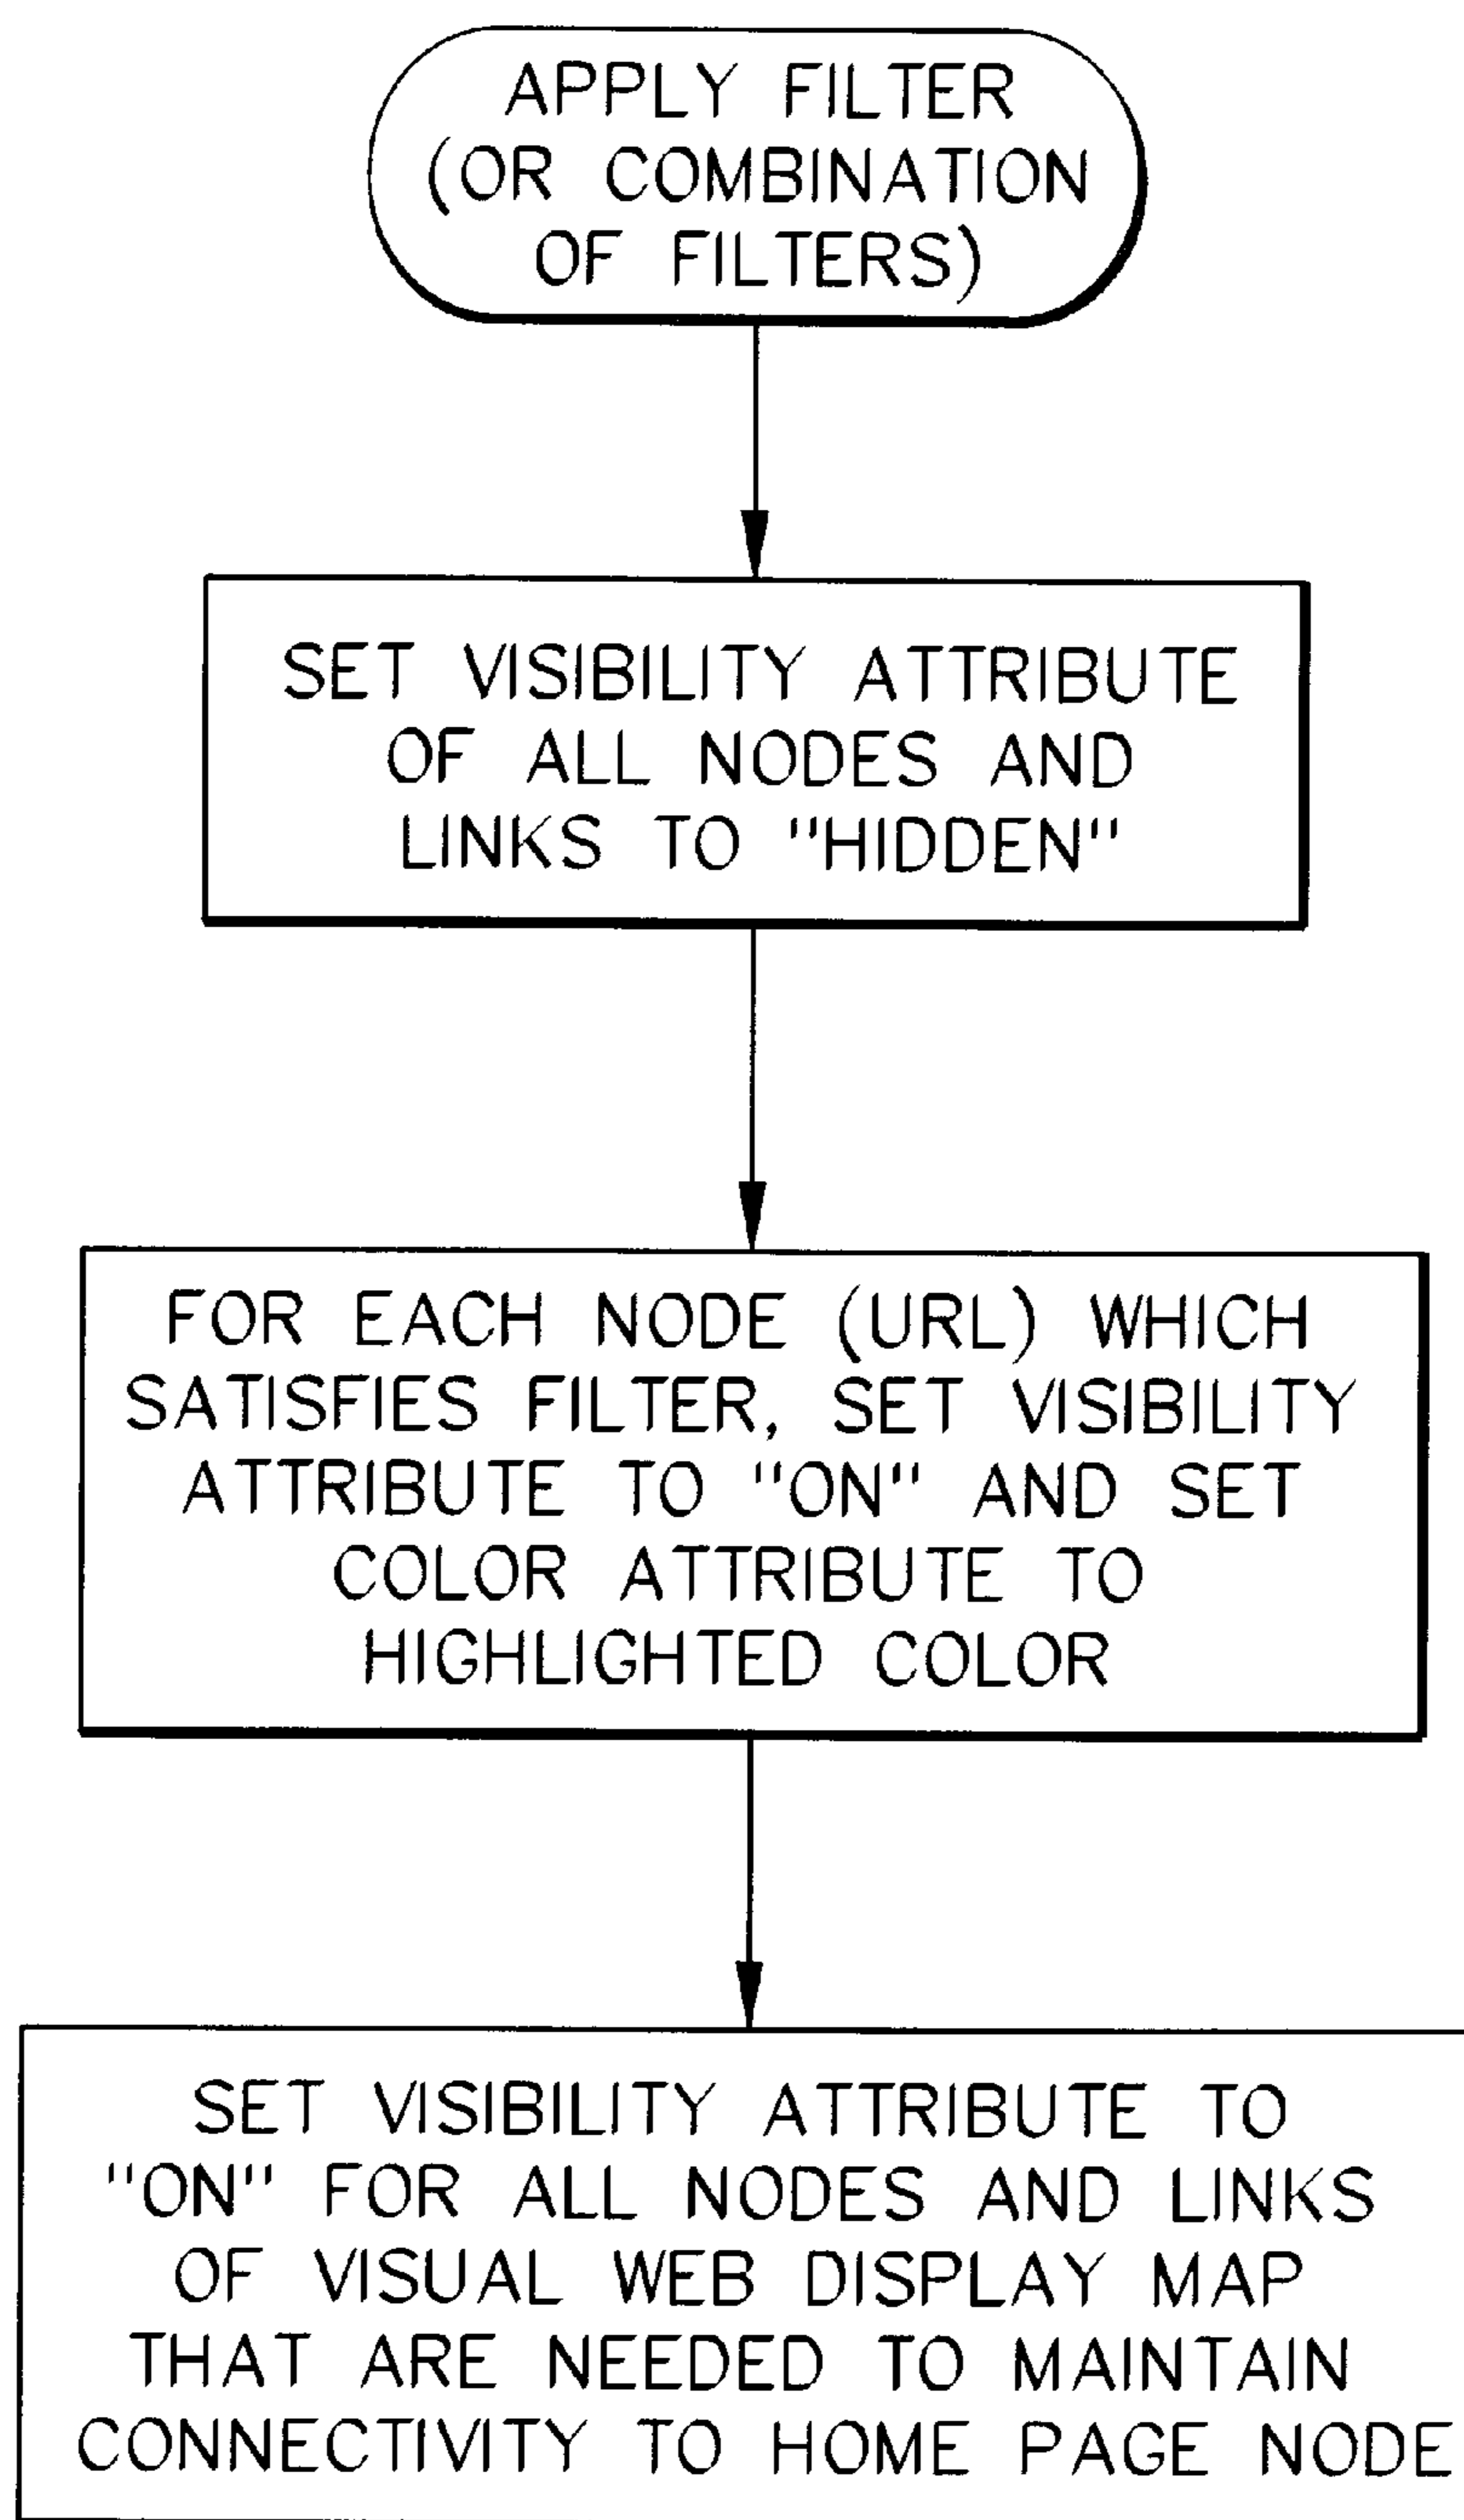 APPLY FILTER
(OR COMBINATION
OF FILTERS)
SET VISIBILITY ATTRIBUTE
OF ALL NODES AND
LINKS TO "HIDDEN"
FOR EACH NODE (URL) WHICH
SATISFIES FILTER, SET VISIBILITY
ATTRIBUTE TO "ON" AND SET
COLOR ATTRIBUTE TO
HIGHLIGHTED COLOR
SET VISIBILITY ATTRIBUTE TO
"ON" FOR ALL NODES AND LINKS
OF VISUAL WEB DISPLAY MAP
THAT ARE NEEDED TO MAINTAIN
CONNECTIVITY TO HOME PAGE NODE